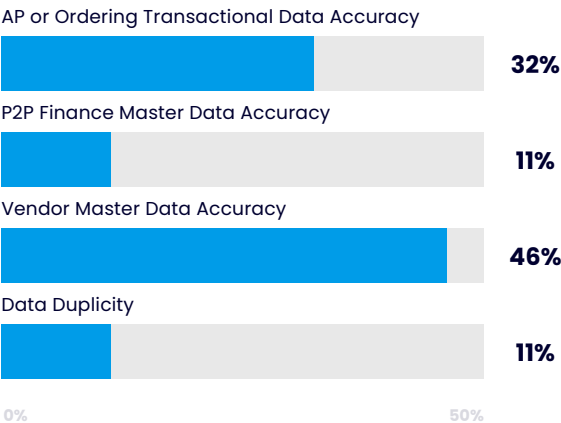 AP or Ordering Transactional Data Accuracy
32%
P2P Finance Master Data Accuracy
11%
Vendor Master Data Accuracy
46%
Data Duplicity
11%
0% 50%